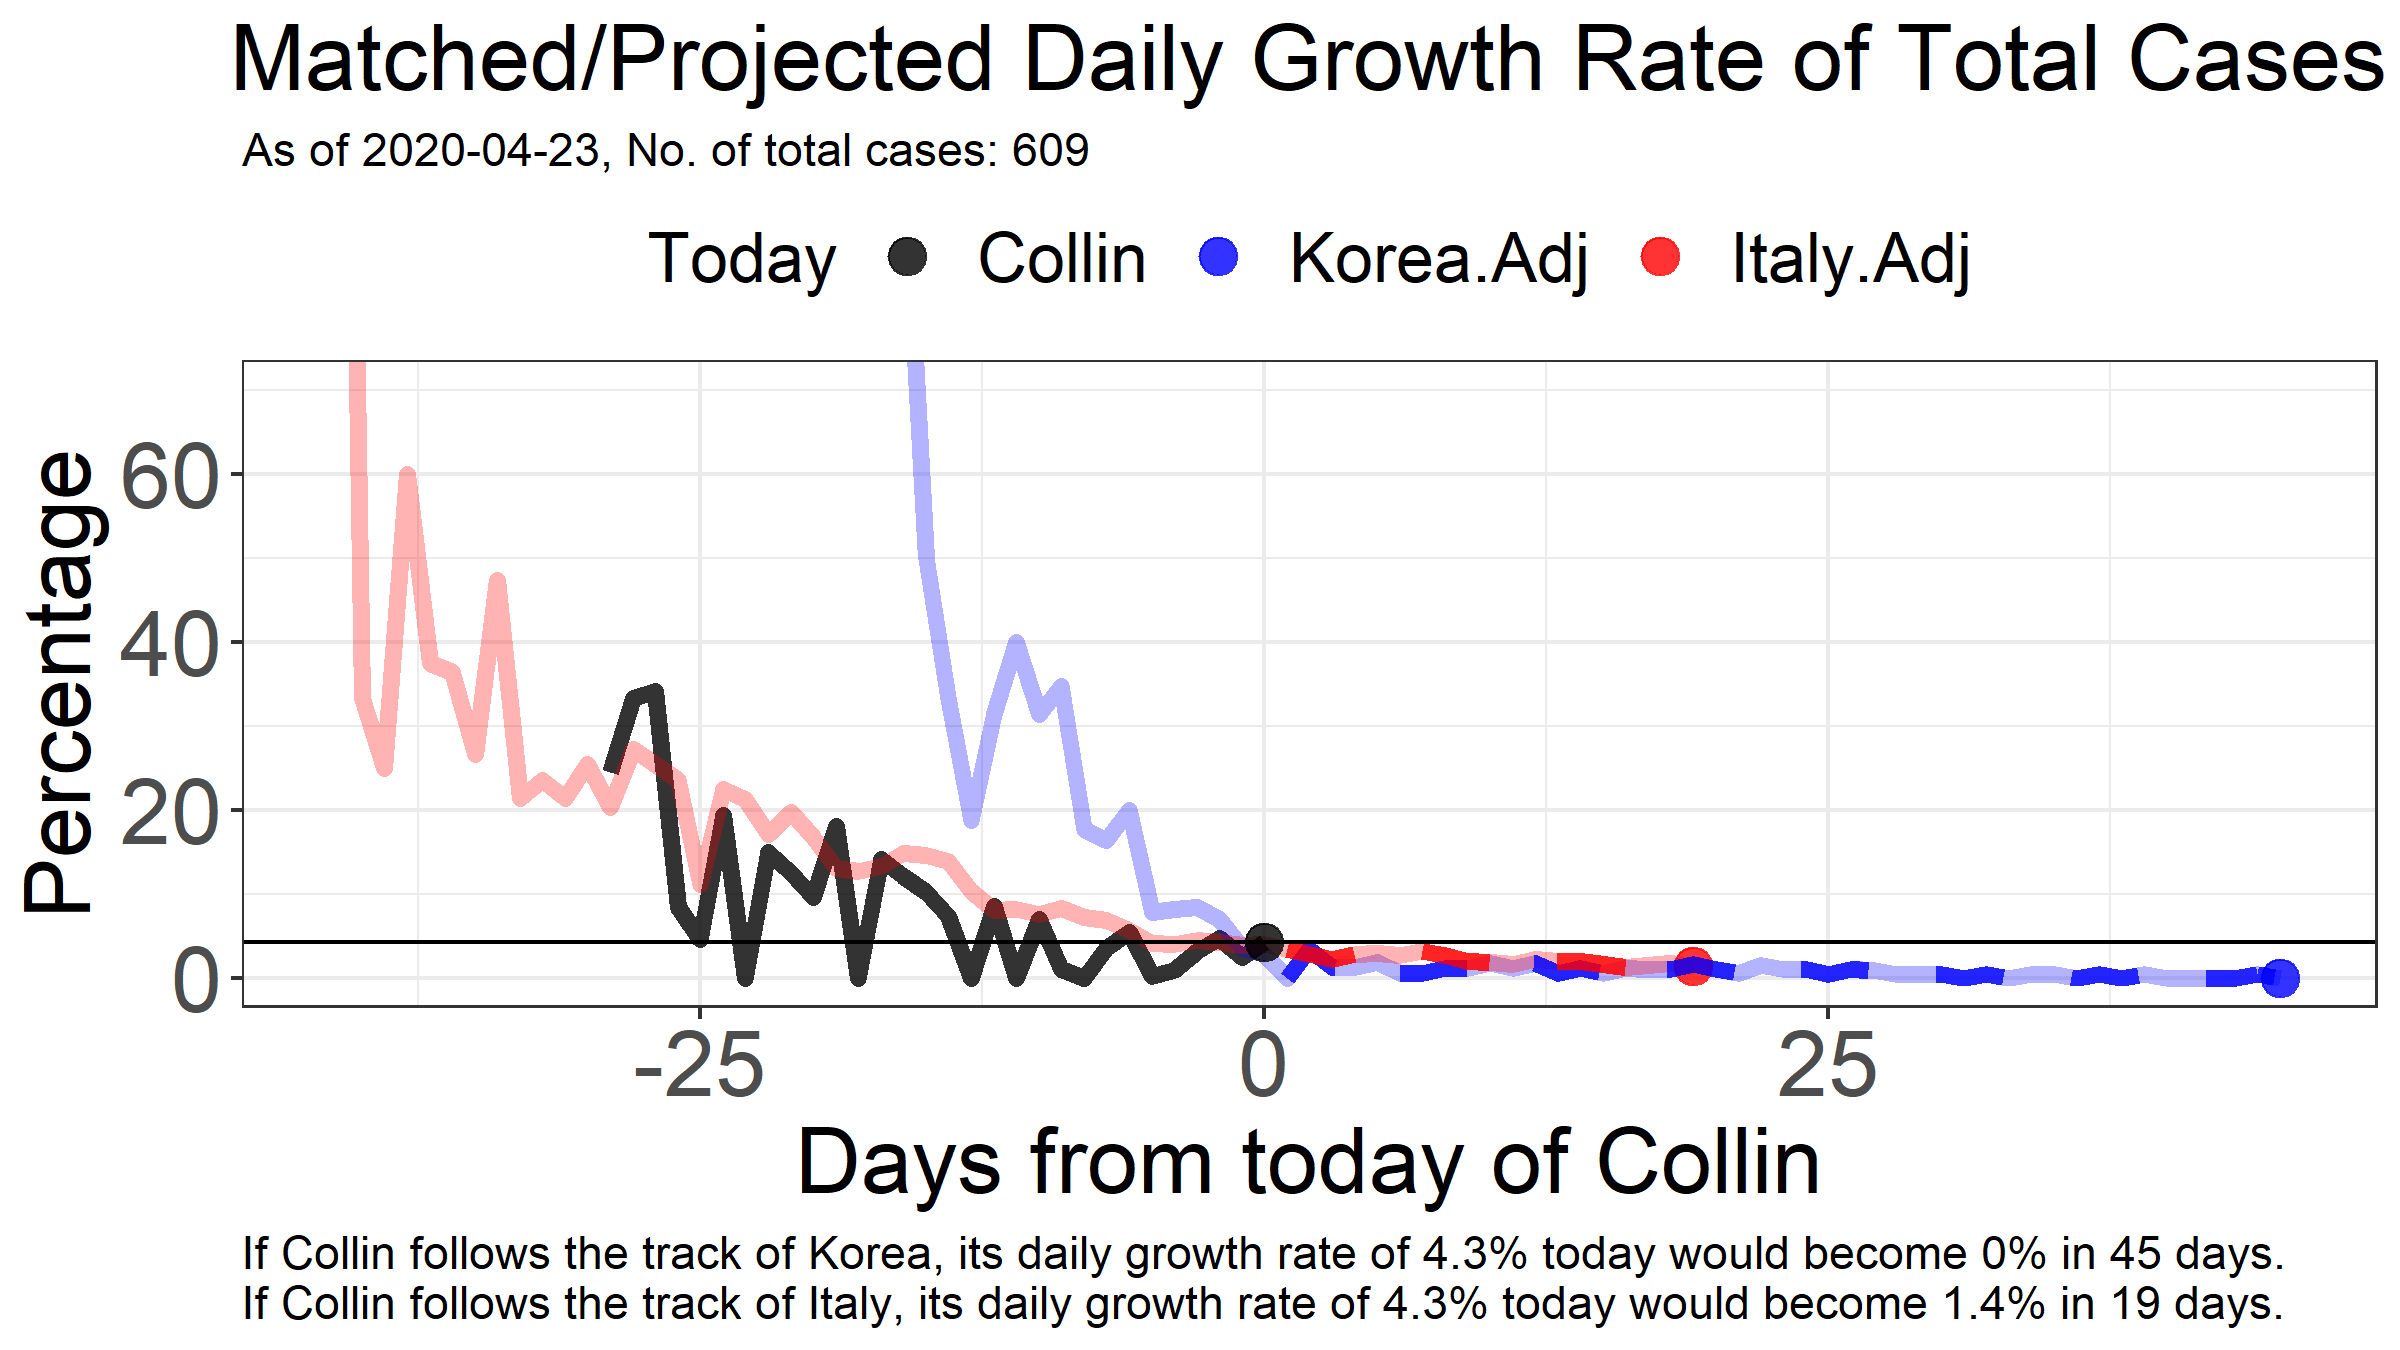 Matched/Projected Daily Growth Rate of Total Cases
As of 2020-04-23, No. of total cases: 609
Today Collin Korea.Adj Italy.Adj
Percentage
60
40
20
0
-25 0 25
Days from today of Collin
If Collin follows the track of Korea, its daily growth rate of 4.3% today would become 0% in 45 days.
If Collin follows the track of Italy, its daily growth rate of 4.3% today would become 1.4% in 19 days.